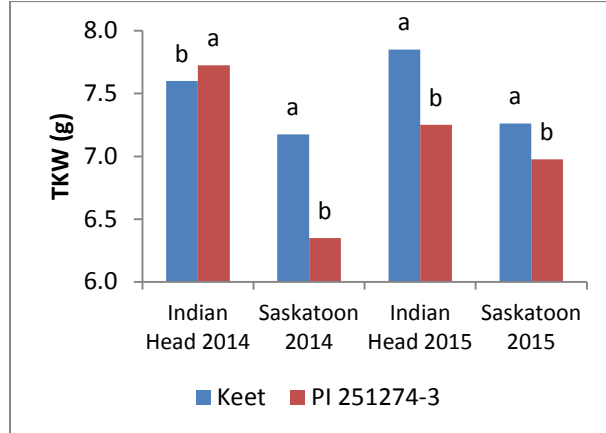 8.0
7.5
7.0
6.5
6.0
TKW (g)
b a
a
b
a
b
a
b
Indian Head 2014
Saskatoon 2014
Indian Head 2015
Saskatoon 2015
Keet
PI 251274-3